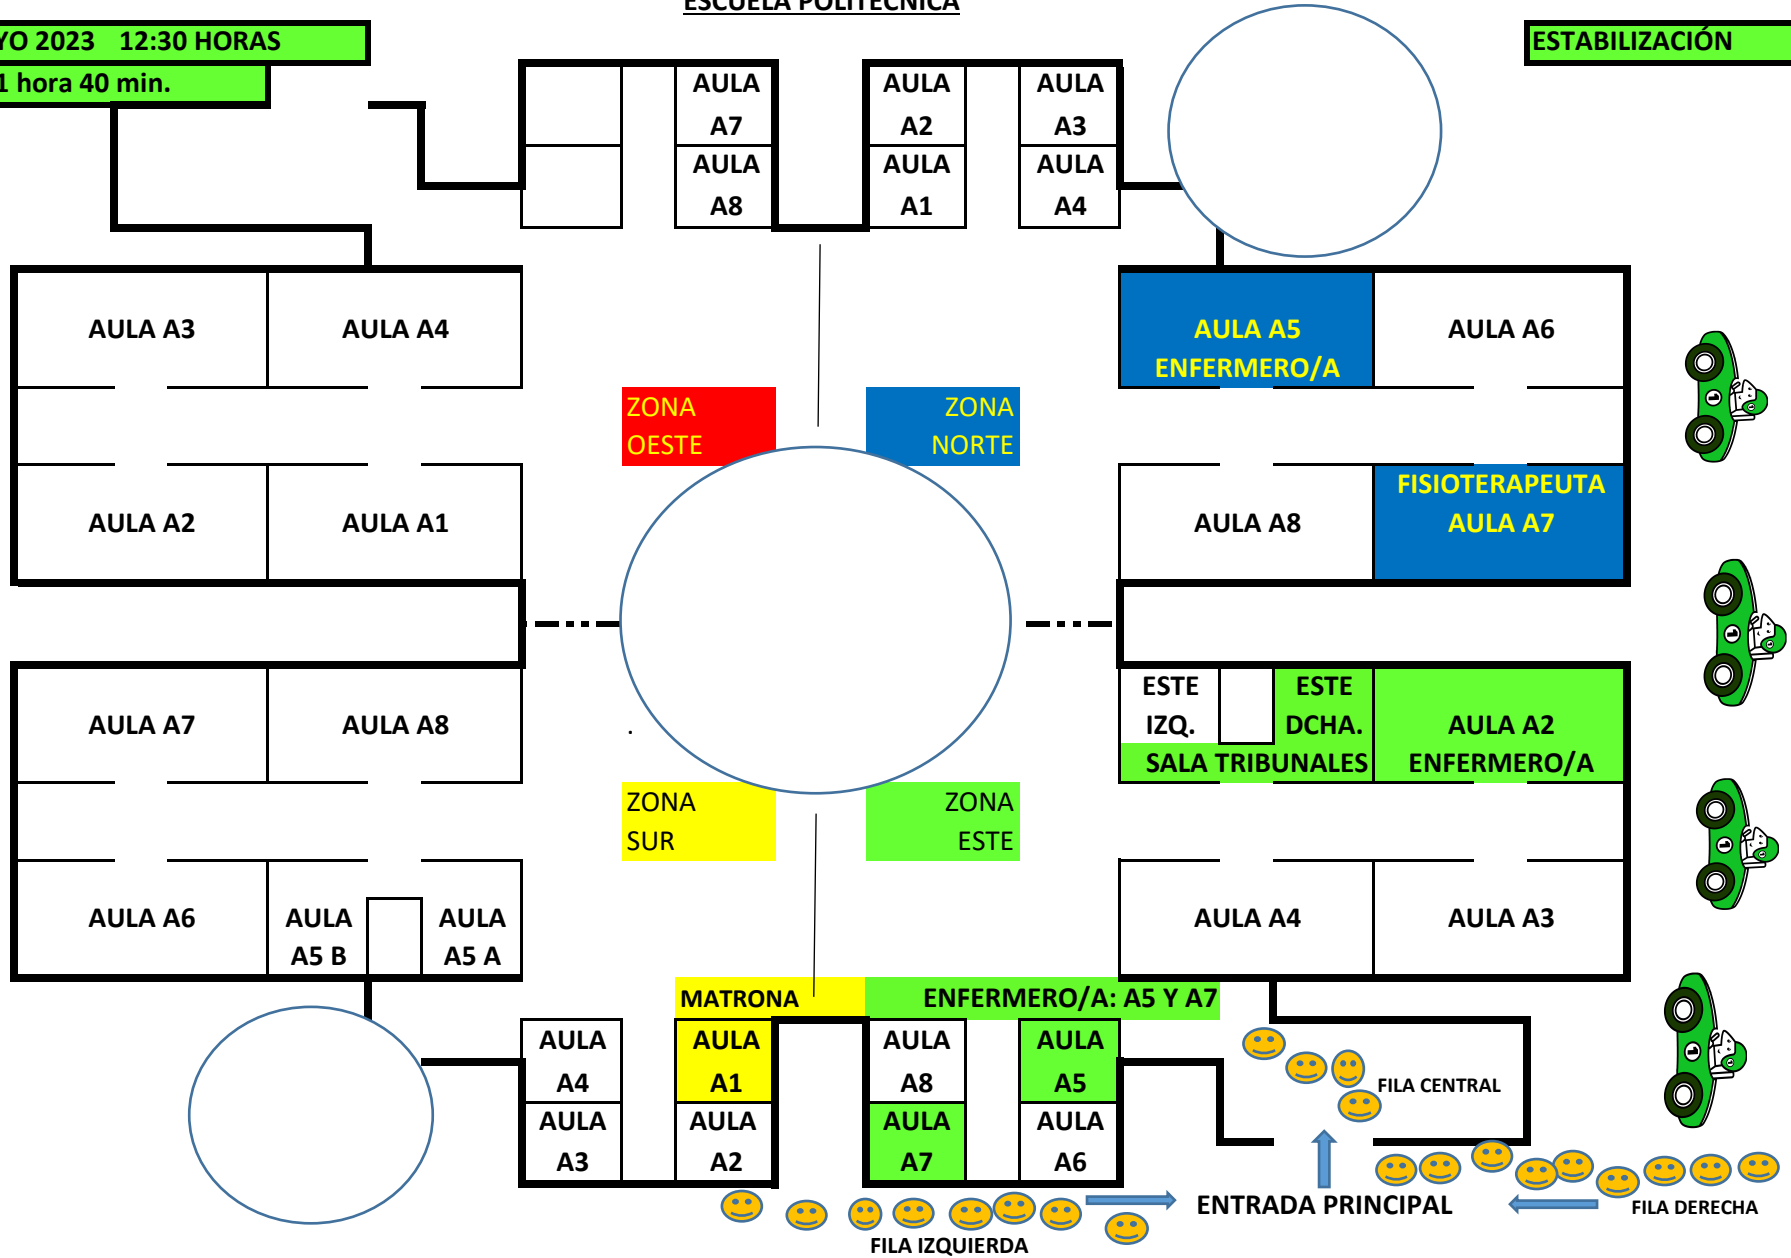 ESCUELA POLITÉCNICA
YO 2023 12:30 HORAS
ESTABILIZACIÓN
1 hora 40 min.
AULA A7
AULA A2
AULA A3
AULA A8
AULA A1
AULA A4
AULA A3
AULA A4
AULA A5
ENFERMERO/A
AULA A6
ZONA OESTE
ZONA NORTE
AULA A2
AULA A1
AULA A8
FISIOTERAPEUTA
AULA A7
AULA A7
AULA A8
ESTE IZQ.
ESTE DCHA.
SALA TRIBUNALES
AULA A2
ENFERMERO/A
ZONA SUR
ZONA ESTE
AULA A6
AULA A5 B
AULA A5 A
AULA A4
AULA A3
MATRONA
ENFERMERO/A: A5 Y A7
AULA A4
AULA A1
AULA A8
AULA A5
AULA A3
AULA A2
AULA A7
AULA A6
FILA CENTRAL
ENTRADA PRINCIPAL
FILA DERECHA
FILA IZQUIERDA
1
1
1
1